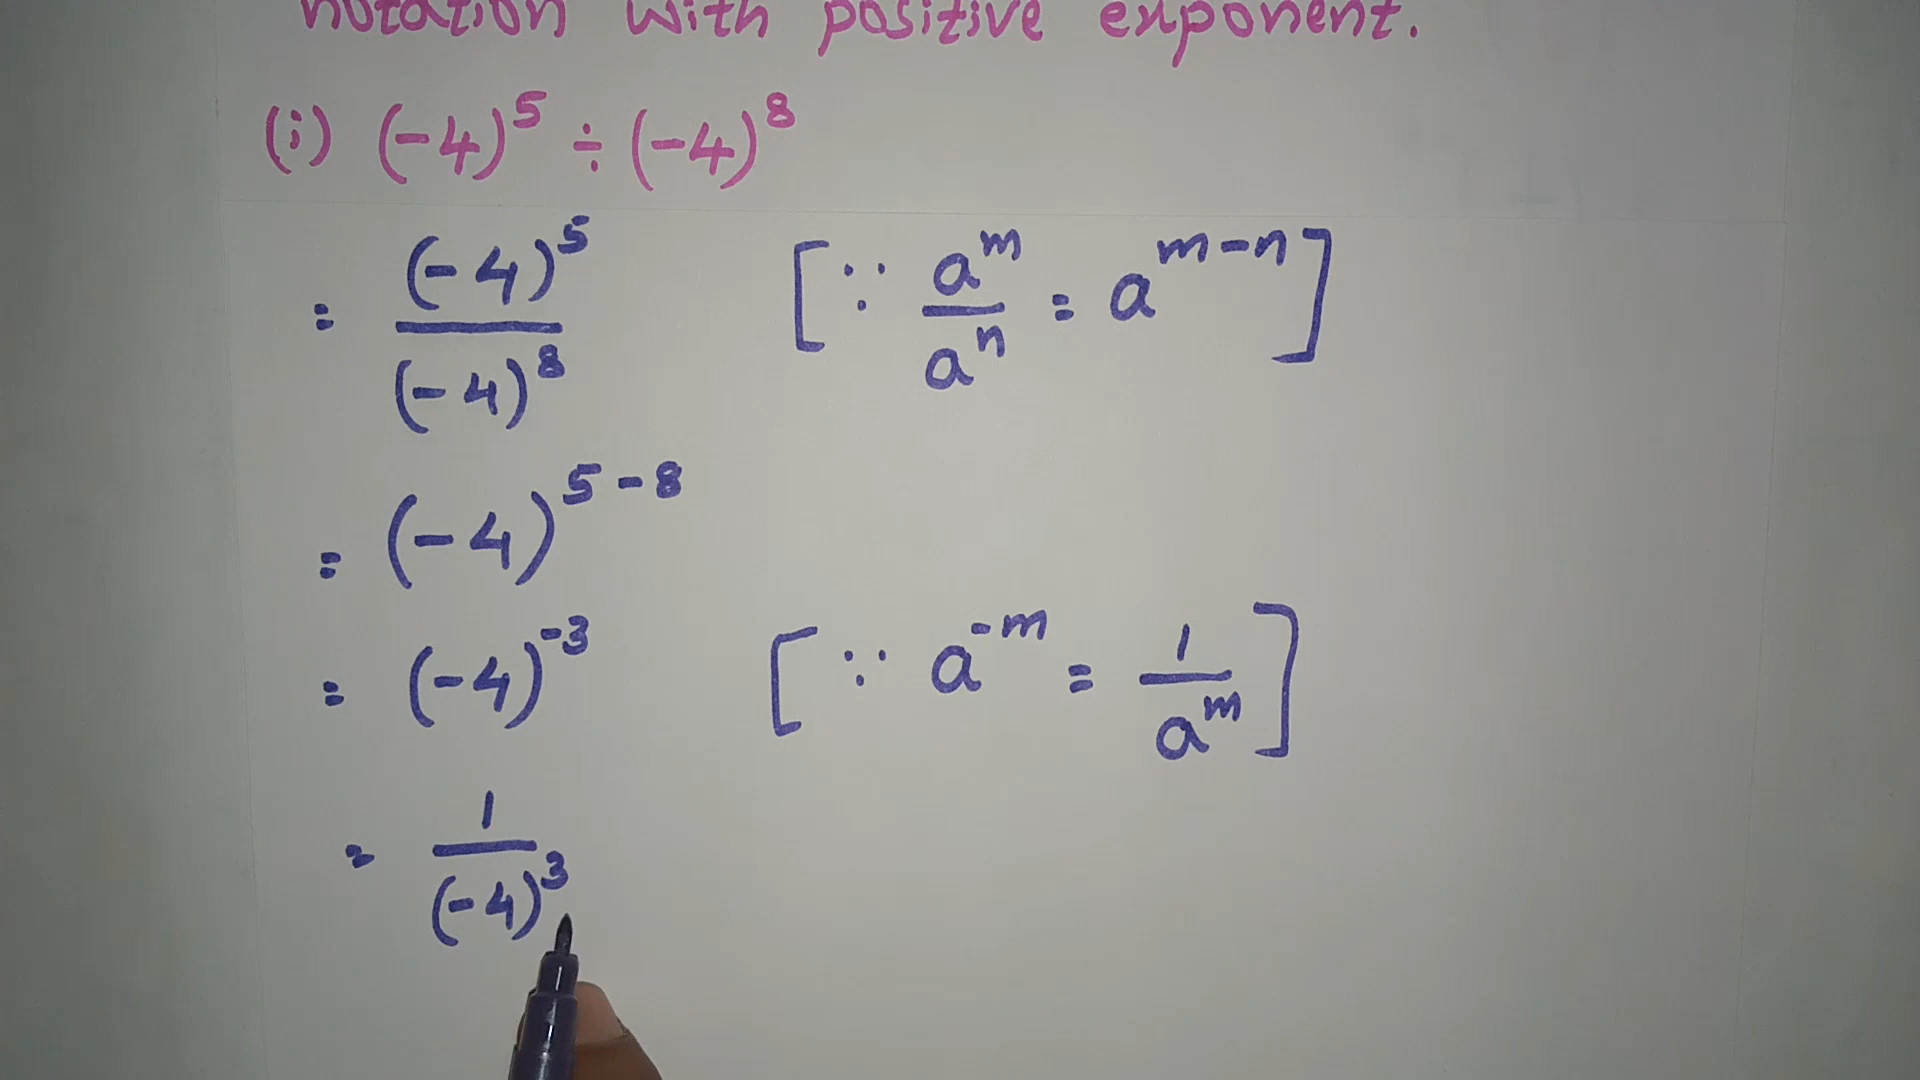 notation with positive exponent.
(i) (-4)^5 ÷ (-4)^8
= (-4)^5 / (-4)^8 [∵ a^m / a^n = a^(m-n)]
= (-4)^(5-8)
= (-4)^-3 [∵ a^-m = 1 / a^m]
= 1 / (-4)^3